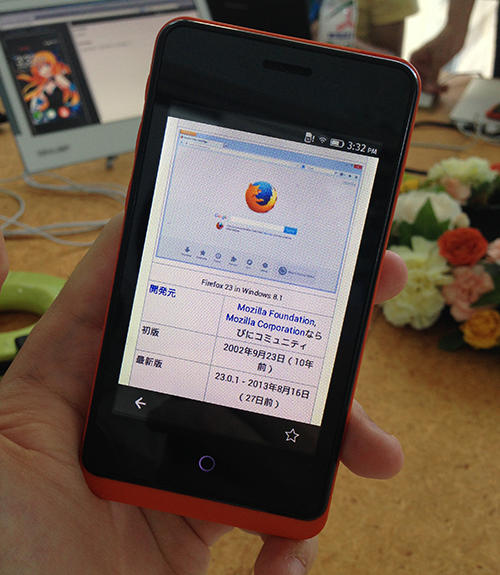 3:32 PM
Google
Firefox 23 in Windows 8.1
開発元
Mozilla Foundation,
Mozilla Corporationなら
びにコミュニティ
初版
2002年9月23日(10年
前)
最新版
23.0.1 - 2013年8月16日
(27日前)